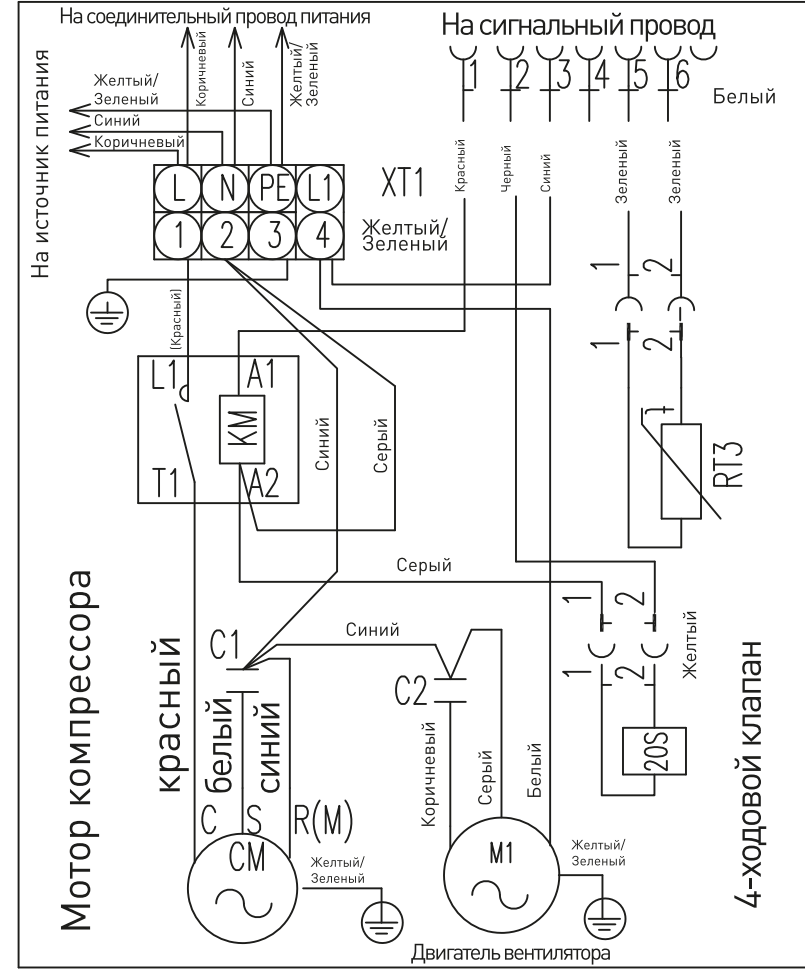 На соединительный провод питания
На сигнальный провод
На источник питания
Коричневый
Синий
Желтый/
Зеленый
Желтый/
Зеленый
Синий
Коричневый
1
2
3
4
5
6
Белый
Красный
Черный
Синий
Зеленый
Зеленый
L
N
PE
L1
XT1
1
2
3
4
Желтый/
Зеленый
(Красный)
1
2
1
2
L1
A1
KM
T1
A2
Синий
Серый
t
RT3
Серый
1
2
1
2
Желтый
20S
4-ходовой клапан
Мотор компрессора
красный
C1
белый
синий
Синий
C2
Коричневый
Серый
Белый
C
S
R(M)
CM
Желтый/
Зеленый
M1
Желтый/
Зеленый
Двигатель вентилятора